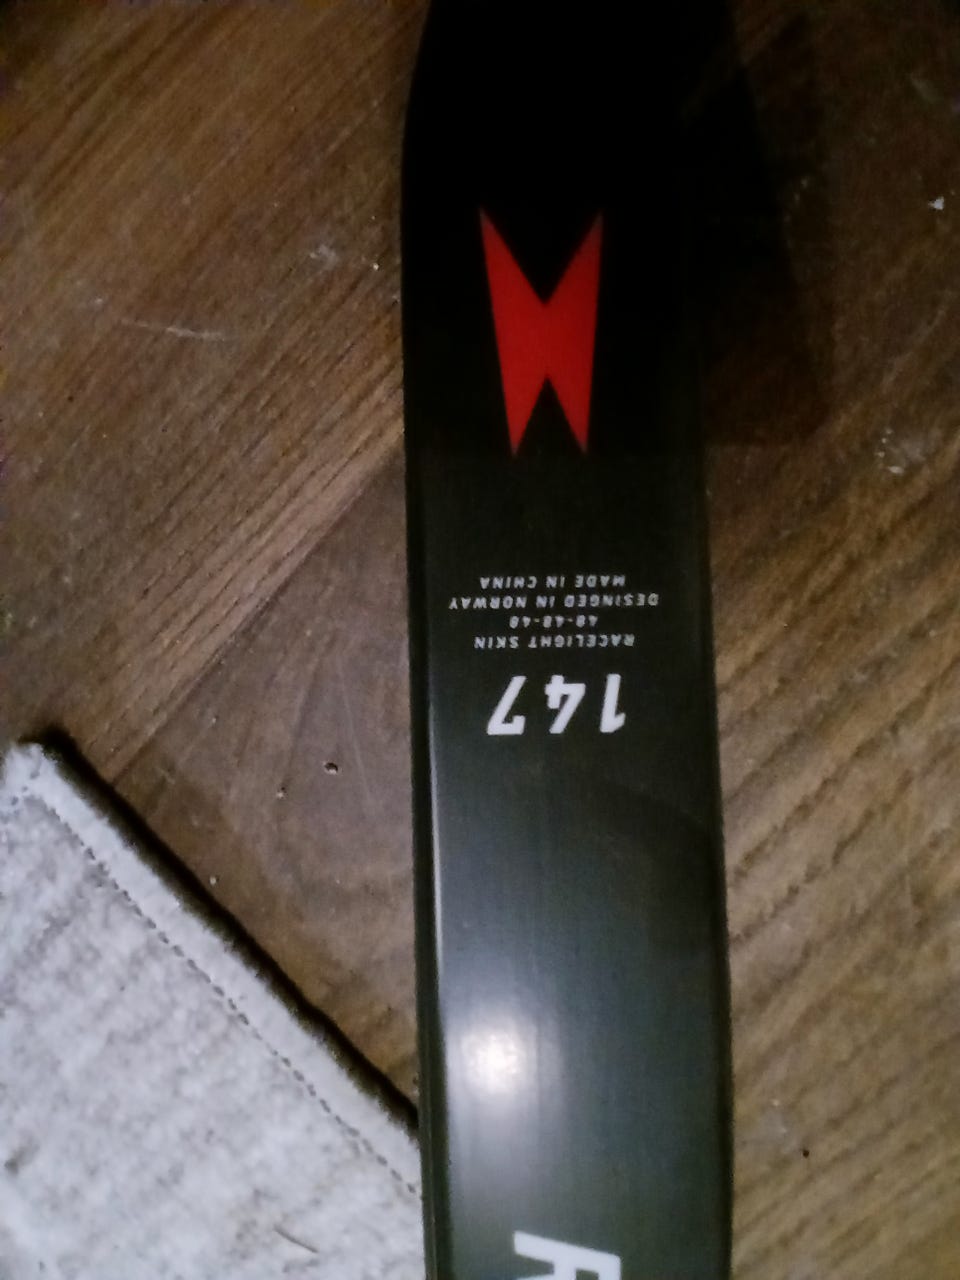 147
RACELIGHT SKIN
48-48-48
DESINGED IN NORWAY
MADE IN CHINA